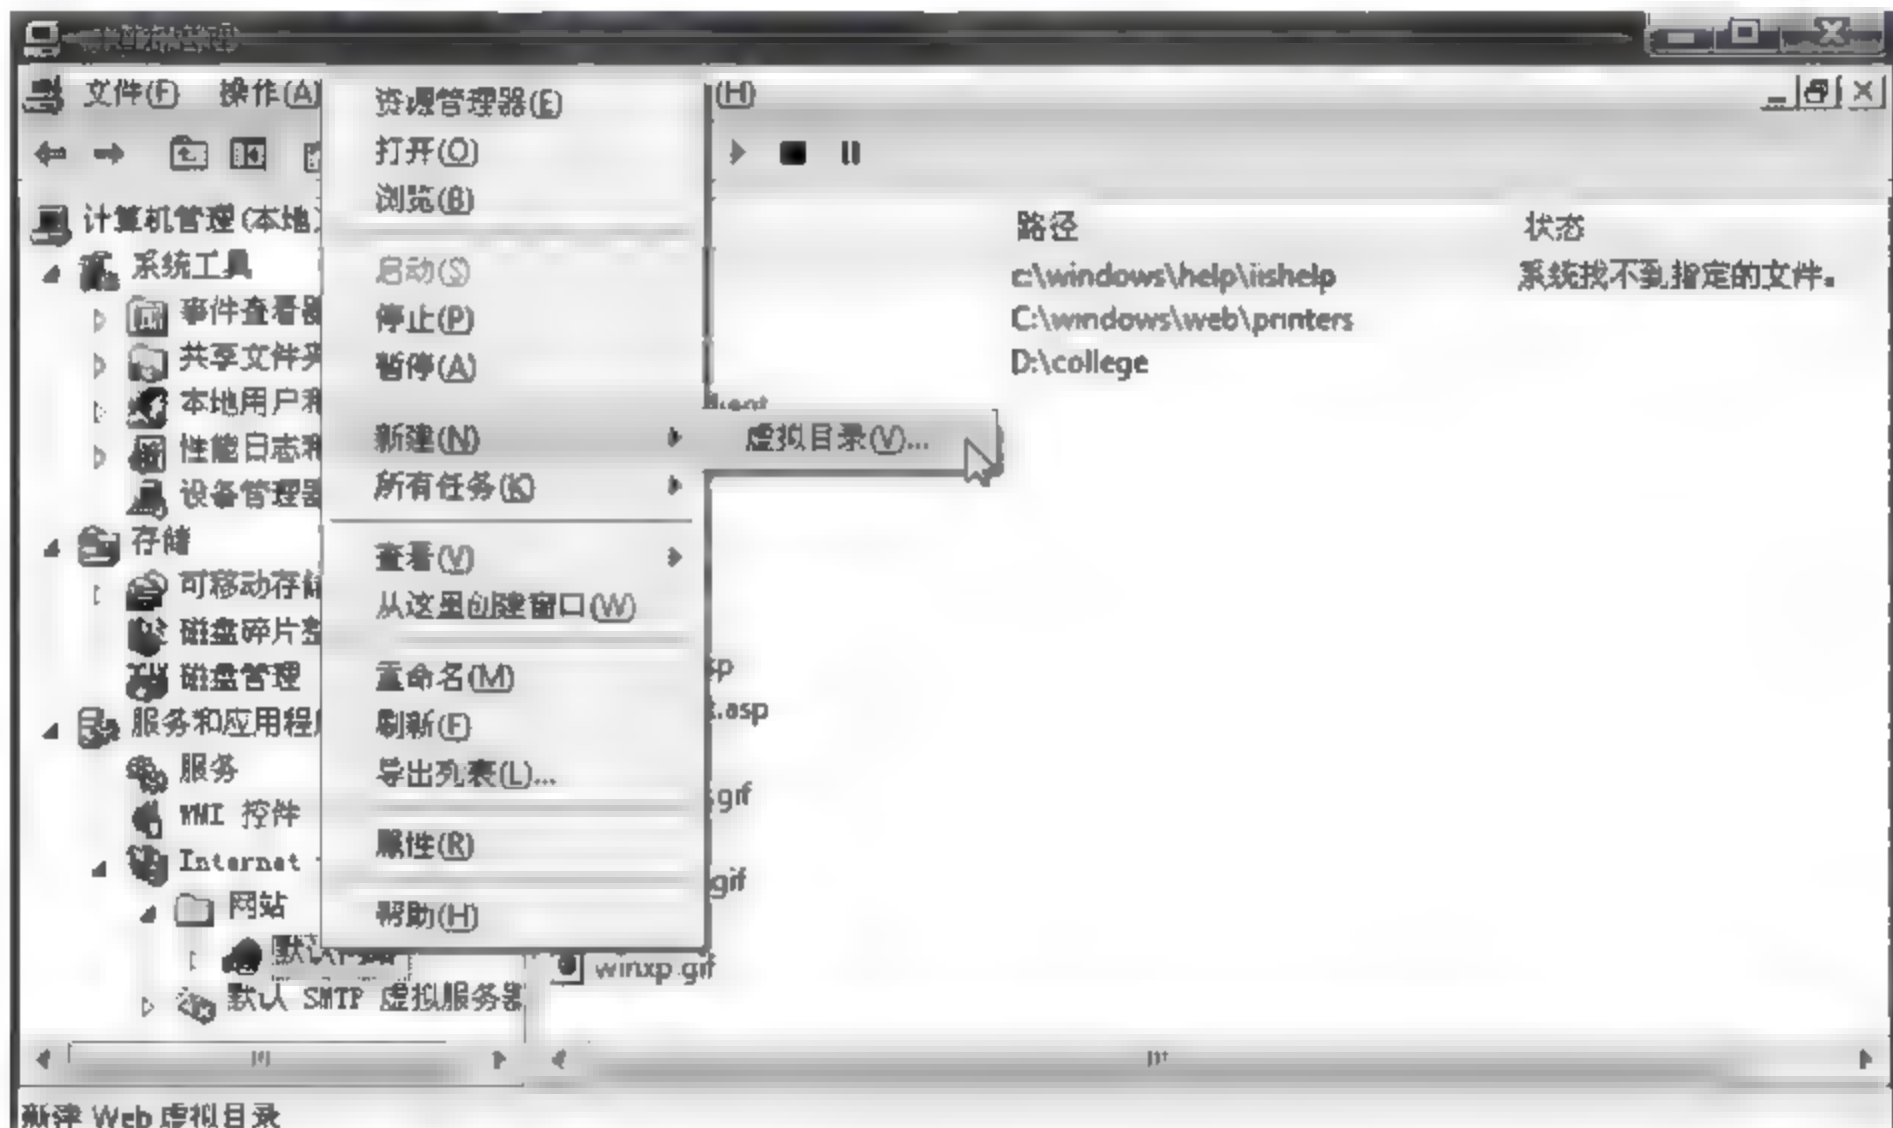 文件(F) 操作(A) (H)
计算机管理(本地)
系统工具
事件查看器
共享文件夹
本地用户和
性能日志和
设备管理器
存储
可移动存储
磁盘碎片整
磁盘管理
服务和应用程序
服务
WMI 控件
Internet
网站
默认
默认 SMTP 虚拟服务器
资源管理器(E)
打开(O)
浏览(B)
启动(S)
停止(P)
暂停(A)
新建(N)
所有任务(K)
查看(V)
从这里创建窗口(W)
重命名(M)
刷新(F)
导出列表(L)...
属性(R)
帮助(H)
虚拟目录(V)...
路径 状态
c:\windows\help\iishelp 系统找不到指定的文件。
C:\windows\web\printers
D:\college
sp
t.asp
.gif
gif
winxp.gif
新建 Web 虚拟目录